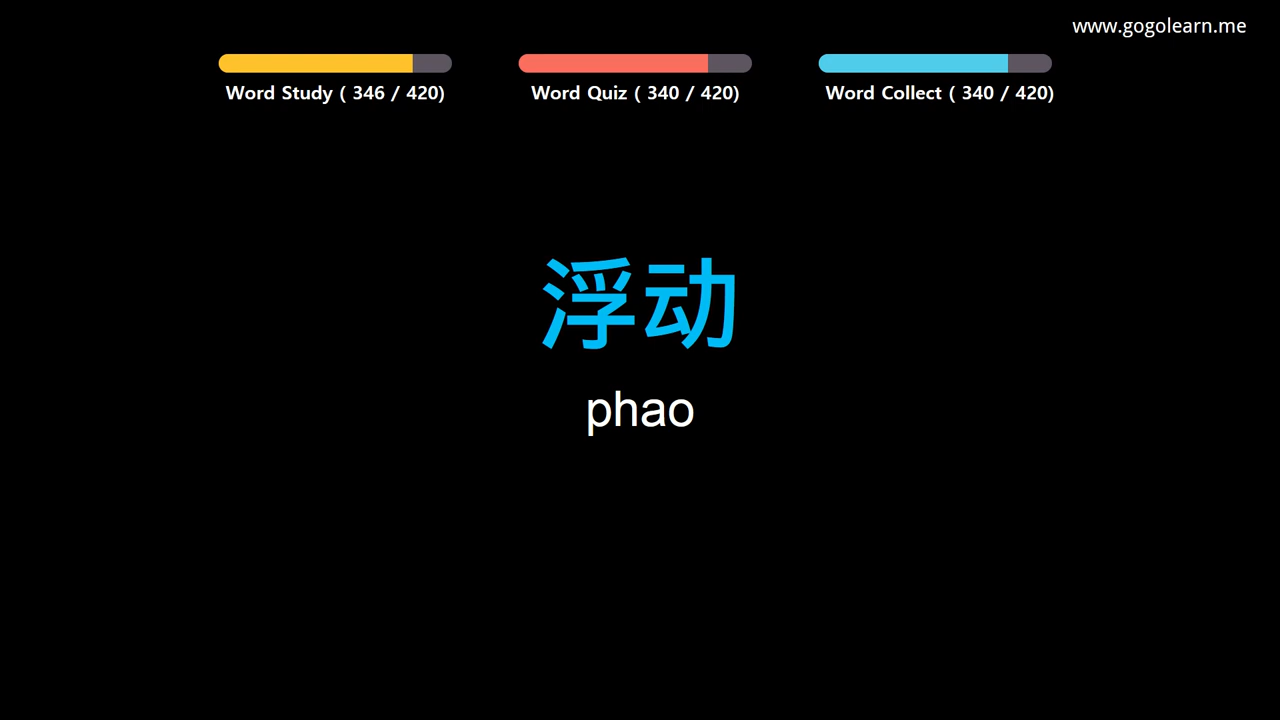 www.gogolearn.me
Word Study ( 346 / 420)
Word Quiz ( 340 / 420)
Word Collect ( 340 / 420)
浮动
phao